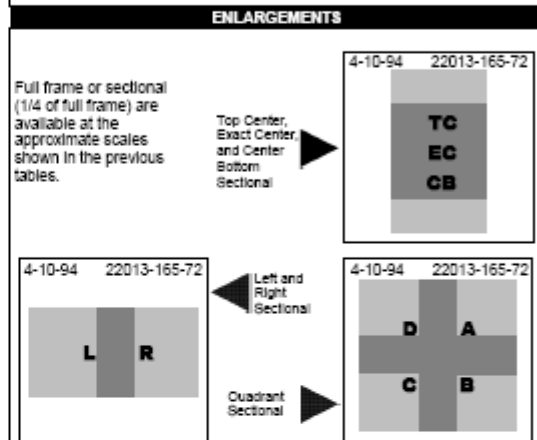 ENLARGEMENTS
Full frame or sectional
(1/4 of full frame) are
available at the
approximate scales
shown in the previous
tables.
Top Center,
Exact Center,
and Center
Bottom
Sectional
4-10-94 22013-165-72
TC
EC
CB
4-10-94 22013-165-72
L R
Left and
Right
Sectional
Quadrant
Sectional
4-10-94 22013-165-72
D A
C B